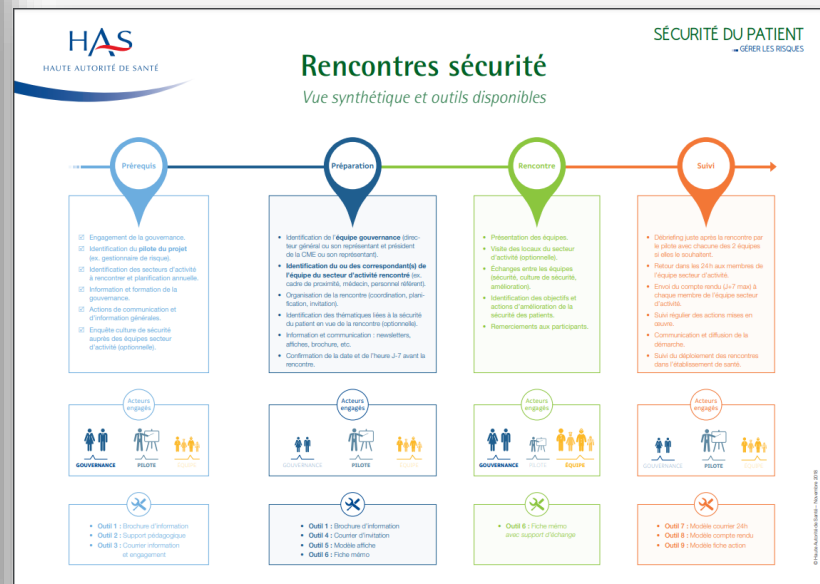 HAS
HAUTE AUTORITÉ DE SANTÉ
SÉCURITÉ DU PATIENT
GÉRER LES RISQUES
Rencontres sécurité
Vue synthétique et outils disponibles
Prérequis
Préparation
Rencontre
Suivi
Engagement de la gouvernance.
Identification du pilote du projet
(ex. gestionnaire de risque).
Identification des secteurs d'activité
à rencontrer et planification annuelle.
Information et formation de la
gouvernance.
Actions de communication et
d'information générales.
Enquête culture de sécurité
auprès des équipes secteur
d'activité (optionnelle).
• Identification de l'équipe gouvernance (direc-
teur général ou son représentant et président
de la CME ou son représentant).
• Identification du ou des correspondant(s) de
l'équipe du secteur d'activité rencontré (ex.
cadre de proximité, médecin, personnel référent).
• Organisation de la rencontre (coordination, plani-
fication, invitation).
• Identification des thématiques liées à la sécurité
du patient en vue de la rencontre (optionnelle).
• Information et communication : newsletters,
affiches, brochure, etc.
• Confirmation de la date et de l'heure J-7 avant la
rencontre.
• Présentation des équipes.
• Visite des locaux du secteur
d'activité (optionnelle).
• Échanges entre les équipes
(sécurité, culture de sécurité,
amélioration).
• Identification des objectifs et
actions d'amélioration de la
sécurité des patients.
• Remerciements aux participants.
• Débriefing juste après la rencontre par
le pilote avec chacune des 2 équipes
si elles le souhaitent.
• Retour dans les 24h aux membres de
l'équipe secteur d'activité.
• Envoi du compte rendu (J+7 max) à
chaque membre de l'équipe secteur
d'activité.
• Suivi régulier des actions mises en
œuvre.
• Communication et diffusion de la
démarche.
• Suivi du déploiement des rencontres
dans l'établissement de santé.
Acteurs
engagés
GOUVERNANCE PILOTE ÉQUIPE
Acteurs
engagés
GOUVERNANCE PILOTE ÉQUIPE
Acteurs
engagés
GOUVERNANCE PILOTE ÉQUIPE
Acteurs
engagés
GOUVERNANCE PILOTE ÉQUIPE
• Outil 1 : Brochure d'information
• Outil 2 : Support pédagogique
• Outil 3 : Courrier information
et engagement
• Outil 1 : Brochure d'information
• Outil 4 : Courrier d'invitation
• Outil 5 : Modèle affiche
• Outil 6 : Fiche mémo
• Outil 6 : Fiche mémo
avec support d'échange
• Outil 7 : Modèle courrier 24h
• Outil 8 : Modèle compte rendu
• Outil 9 : Modèle fiche action